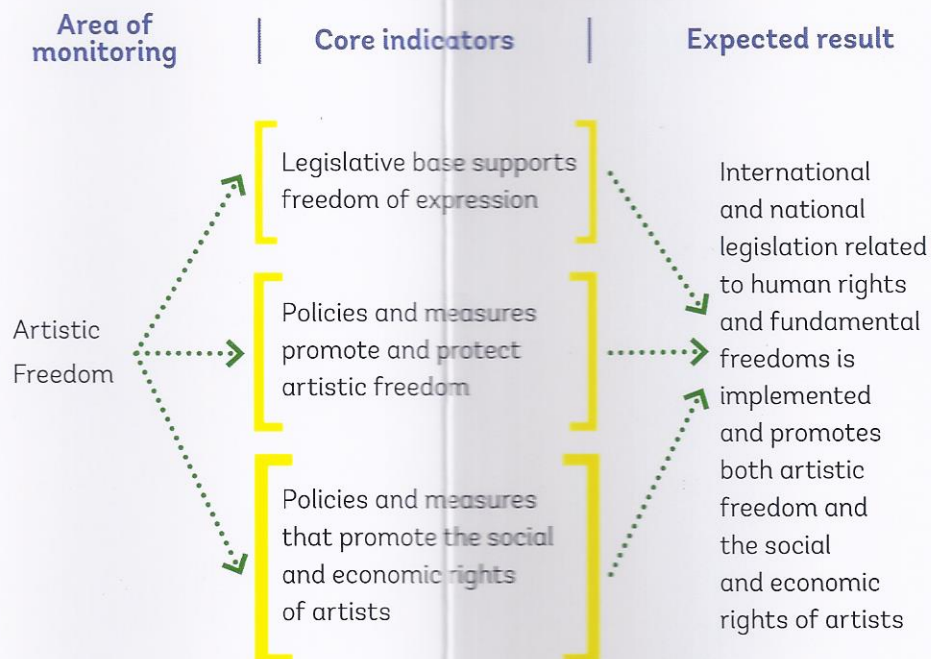 Area of
monitoring
Core indicators
Expected result
Artistic
Freedom
Legislative base supports
freedom of expression
Policies and measures
promote and protect
artistic freedom
Policies and measures
that promote the social
and economic rights
of artists
International
and national
legislation related
to human rights
and fundamental
freedoms is
implemented
and promotes
both artistic
freedom and
the social
and economic
rights of artists